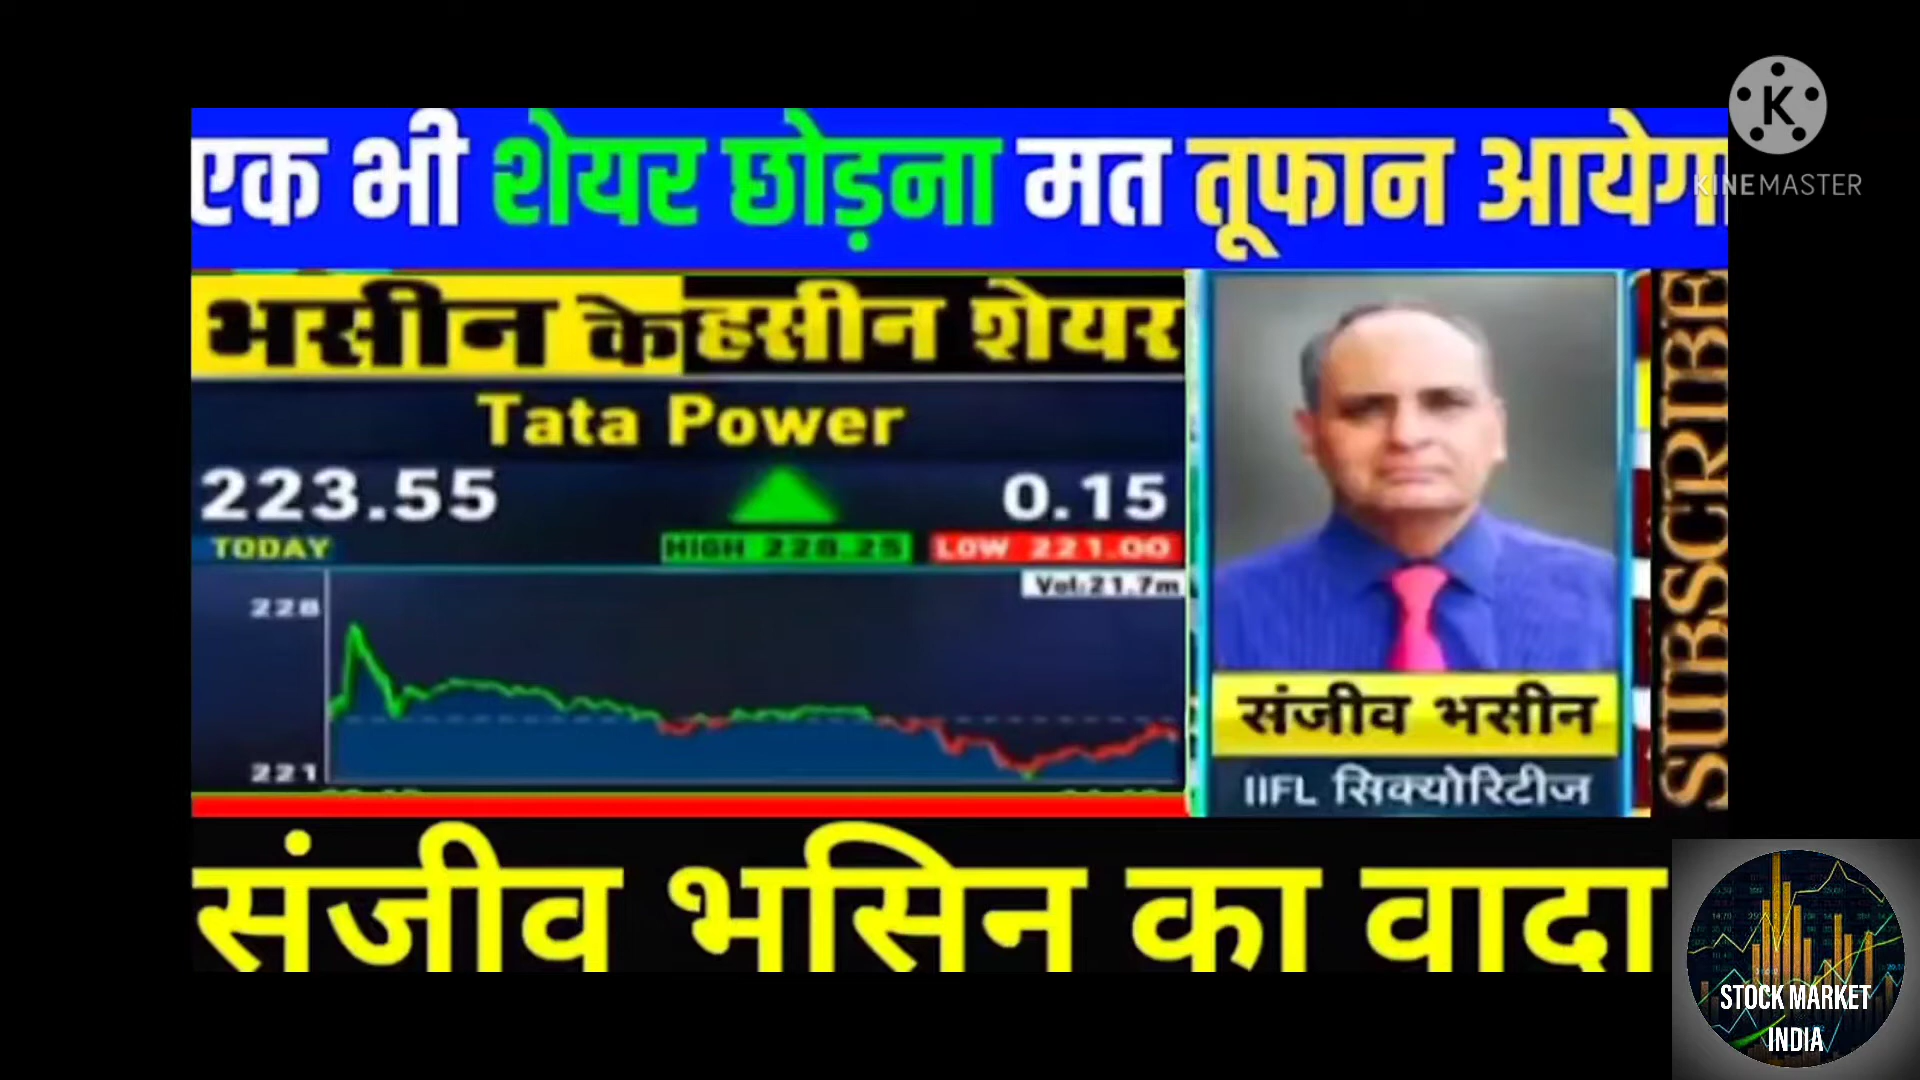 एक भी शेयर छोड़ना मत तूफान आयेगा
KINEMASTER
भसीन के हसीन शेयर
Tata Power
223.55 0.15
TODAY HIGH 228.25 LOW 221.00
Vol:21.7m
228
221
संजीव भसीन
IIFL सिक्योरिटीज
SUBSCRIBE
संजीव भसिन का वादा
STOCK MARKET
INDIA